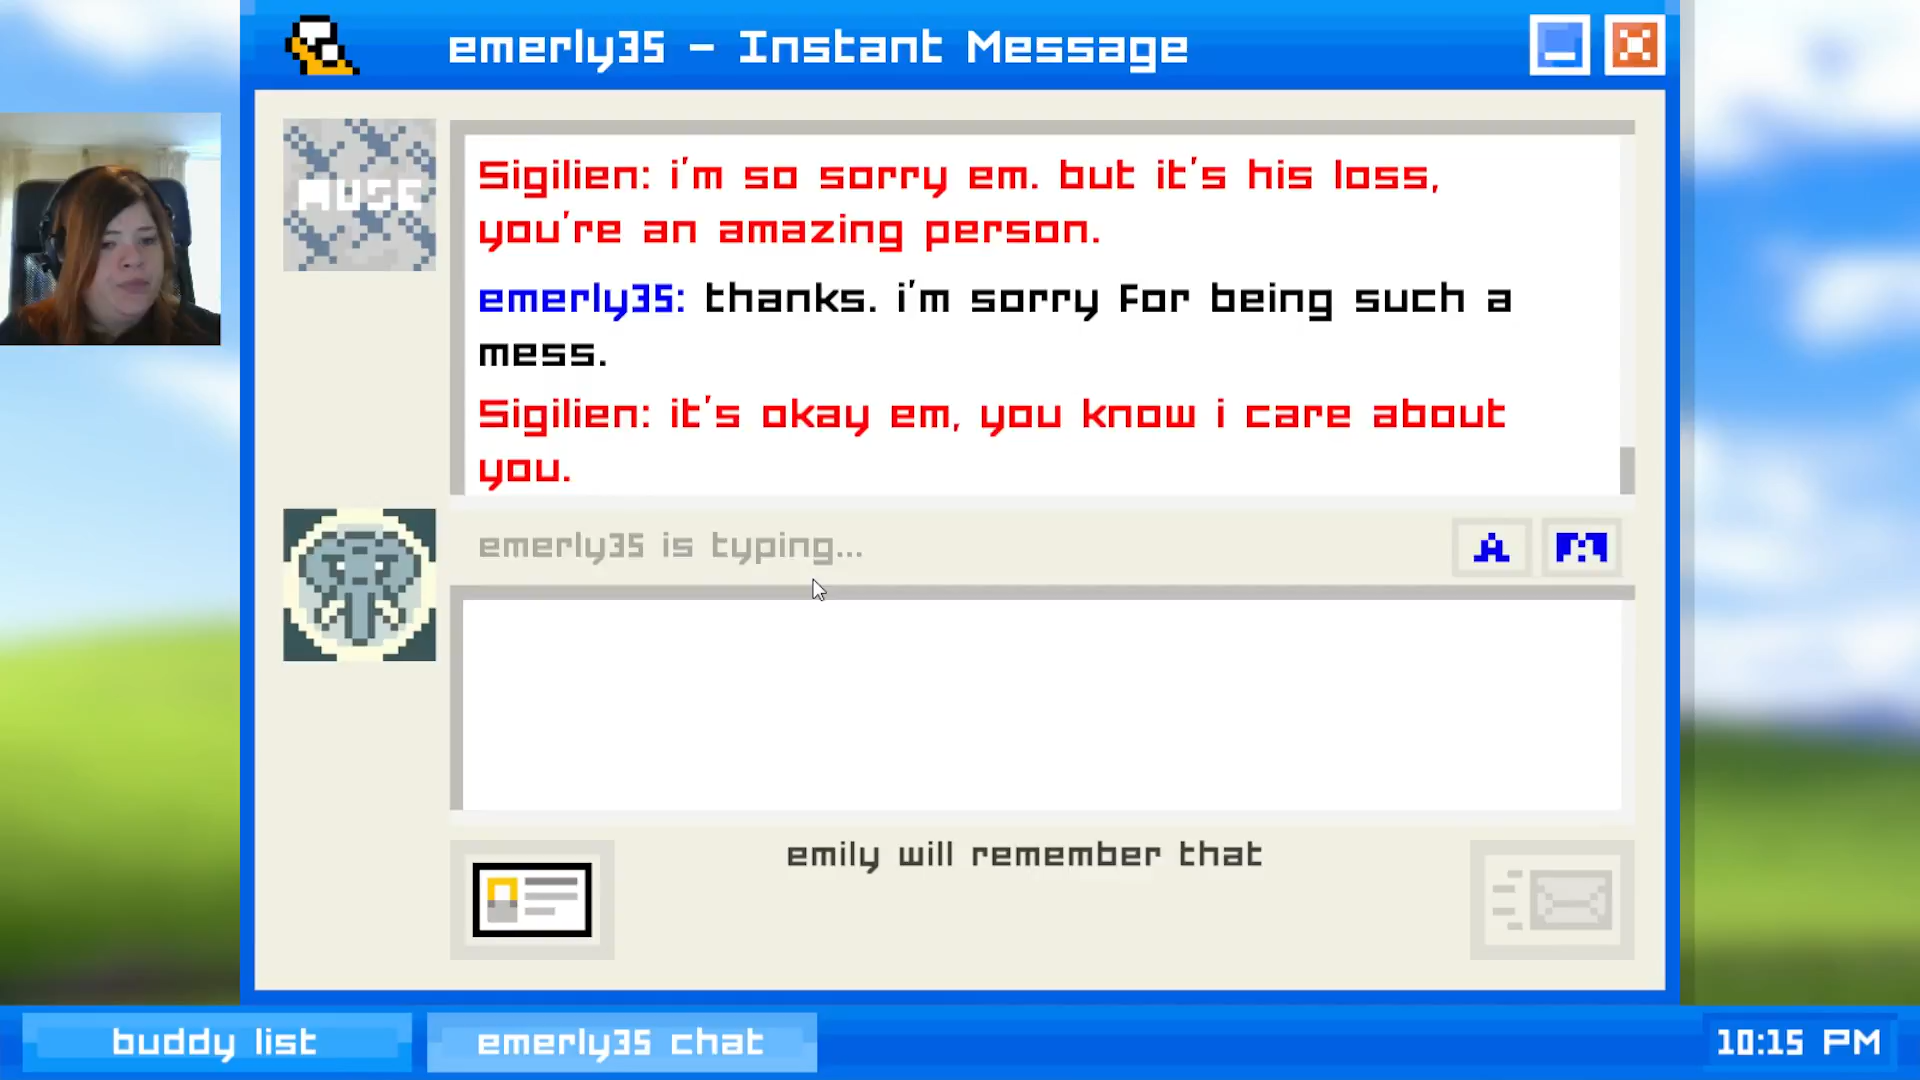 emerly35 - Instant Message
MUSE
Sigilien: i'm so sorry em. but it's his loss,
you're an amazing person.
emerly35: thanks. i'm sorry for being such a
mess.
Sigilien: it's okay em, you know i care about
you.
emerly35 is typing...
A
emily will remember that
buddy list
emerly35 chat
10:15 PM